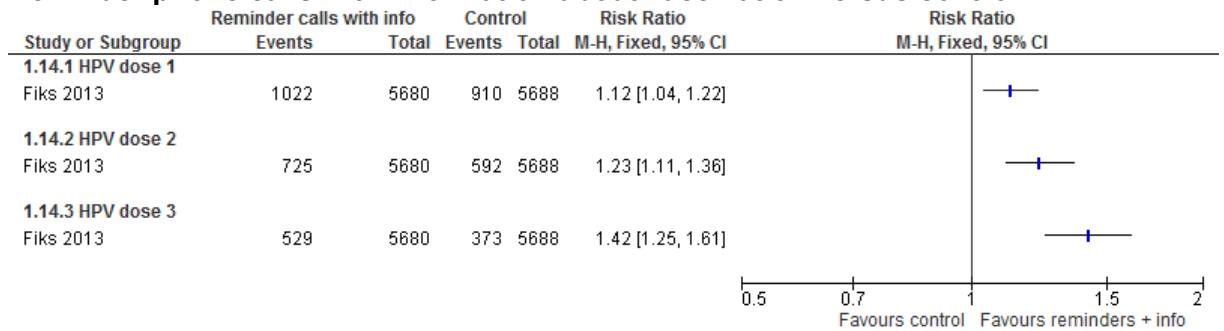 Reminder calls with info Control Risk Ratio Risk Ratio
Study or Subgroup Events Total Events Total M-H, Fixed, 95% CI M-H, Fixed, 95% CI
1.14.1 HPV dose 1
Fiks 2013 1022 5680 910 5688 1.12 [1.04, 1.22]
1.14.2 HPV dose 2
Fiks 2013 725 5680 592 5688 1.23 [1.11, 1.36]
1.14.3 HPV dose 3
Fiks 2013 529 5680 373 5688 1.42 [1.25, 1.61]
0.5 0.7 1 1.5 2
Favours control Favours reminders + info